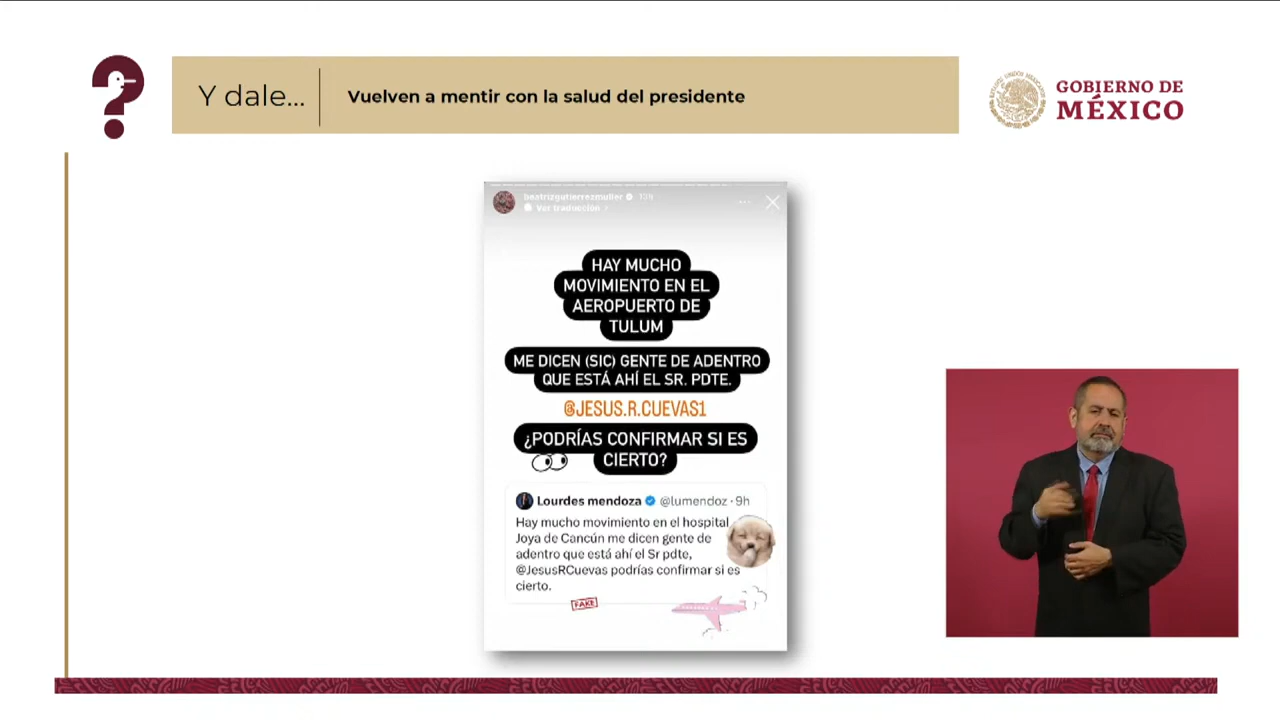 Y dale...
Vuelven a mentir con la salud del presidente
GOBIERNO DE
MÉXICO
beatrizgutierrezmuller
Ver traducción
HAY MUCHO
MOVIMIENTO EN EL
AEROPUERTO DE
TULUM
ME DICEN (SIC) GENTE DE ADENTRO
QUE ESTÁ AHÍ EL SR. PDTE.
@JESUS.R.CUEVAS1
¿PODRÍAS CONFIRMAR SI ES
CIERTO?
Lourdes mendoza @lumendoz · 9h
Hay mucho movimiento en el hospital
Joya de Cancún me dicen gente de
adentro que está ahí el Sr pdte,
@JesusRCuevas podrías confirmar si es
cierto.
FAKE